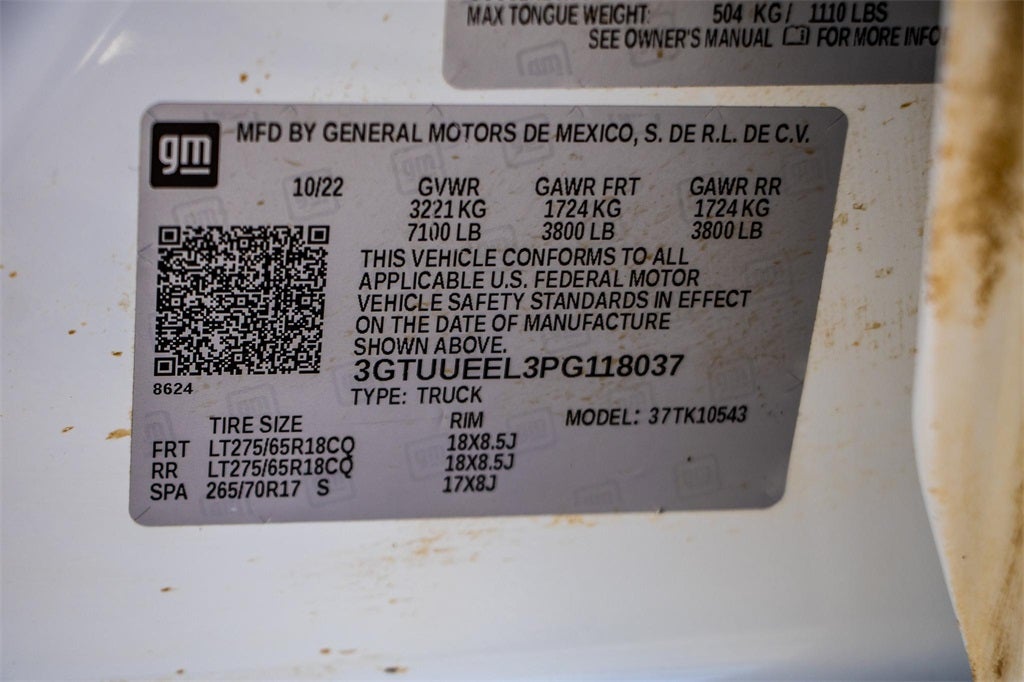 MAX TONGUE WEIGHT: 504 KG / 1110 LBS
SEE OWNER'S MANUAL FOR MORE INFO
gm
MFD BY GENERAL MOTORS DE MEXICO, S. DE R.L. DE C.V.
10/22 GVWR GAWR FRT GAWR RR
3221 KG 1724 KG 1724 KG
7100 LB 3800 LB 3800 LB
THIS VEHICLE CONFORMS TO ALL
APPLICABLE U.S. FEDERAL MOTOR
VEHICLE SAFETY STANDARDS IN EFFECT
ON THE DATE OF MANUFACTURE
SHOWN ABOVE.
3GTUUEEL3PG118037
8624
TYPE: TRUCK
TIRE SIZE RIM MODEL: 37TK10543
FRT LT275/65R18CQ 18X8.5J
RR LT275/65R18CQ 18X8.5J
SPA 265/70R17 S 17X8J